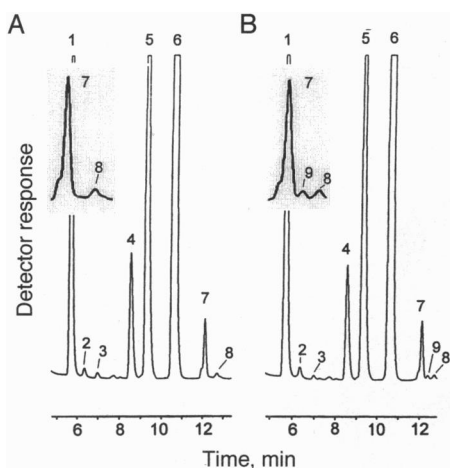 A B
1 5 6 1 5 6
7 7
8 9 8
Detector response
4 4
7 7
2 3 8 2 3 9 8
6 8 10 12 6 8 10 12
Time, min